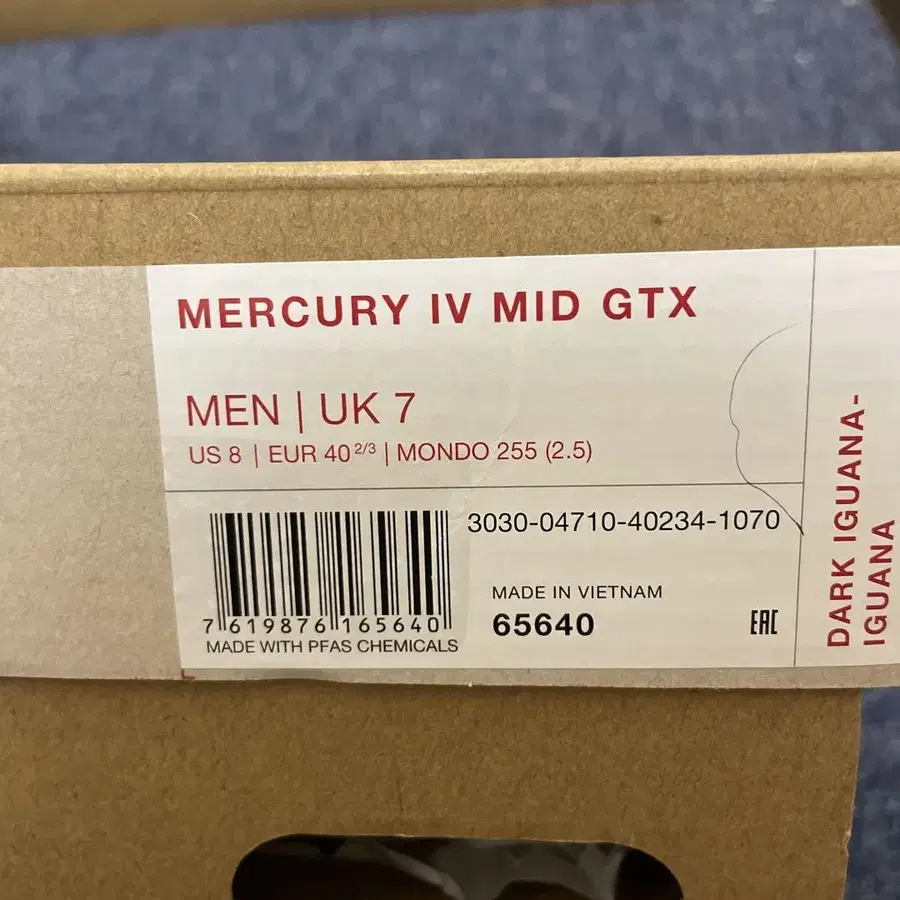 MERCURY IV MID GTX
MEN | UK 7
US 8 | EUR 40 2/3 | MONDO 255 (2.5)
3030-04710-40234-1070
7 619876 165640
MADE WITH PFAS CHEMICALS
MADE IN VIETNAM
65640
EAC
DARK IGUANA-
IGUANA